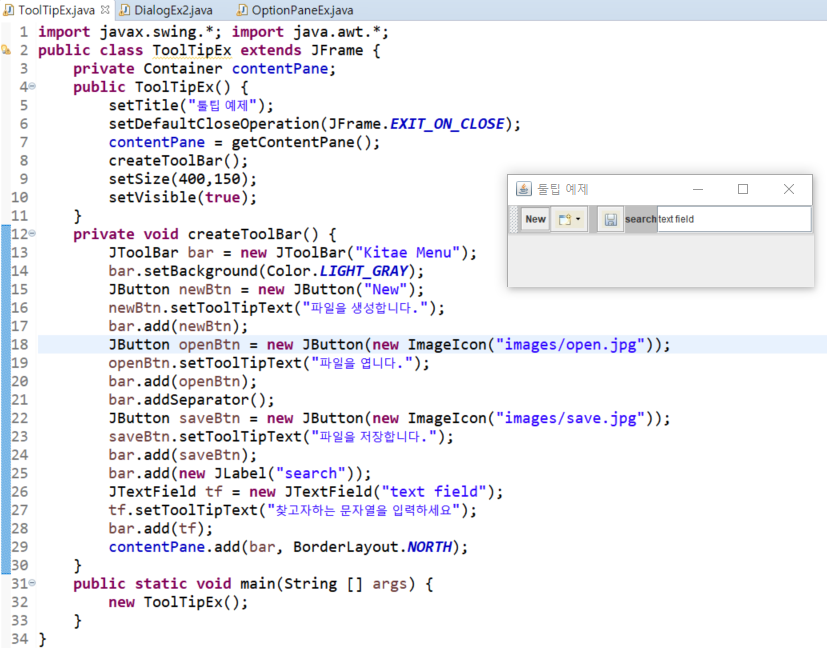 ToolTipEx.java DialogEx2.java OptionPaneEx.java
1 import javax.swing.*; import java.awt.*;
2 public class ToolTipEx extends JFrame {
3 private Container contentPane;
4 public ToolTipEx() {
5 setTitle("툴팁 예제");
6 setDefaultCloseOperation(JFrame.EXIT_ON_CLOSE);
7 contentPane = getContentPane();
8 createToolBar();
9 setSize(400,150);
10 setVisible(true);
11 }
12 private void createToolBar() {
13 JToolBar bar = new JToolBar("Kitae Menu");
14 bar.setBackground(Color.LIGHT_GRAY);
15 JButton newBtn = new JButton("New");
16 newBtn.setToolTipText("파일을 생성합니다.");
17 bar.add(newBtn);
18 JButton openBtn = new JButton(new ImageIcon("images/open.jpg"));
19 openBtn.setToolTipText("파일을 엽니다.");
20 bar.add(openBtn);
21 bar.addSeparator();
22 JButton saveBtn = new JButton(new ImageIcon("images/save.jpg"));
23 saveBtn.setToolTipText("파일을 저장합니다.");
24 bar.add(saveBtn);
25 bar.add(new JLabel("search"));
26 JTextField tf = new JTextField("text field");
27 tf.setToolTipText("찾고자하는 문자열을 입력하세요");
28 bar.add(tf);
29 contentPane.add(bar, BorderLayout.NORTH);
30 }
31 public static void main(String [] args) {
32 new ToolTipEx();
33 }
34 }
툴팁 예제
New search text field